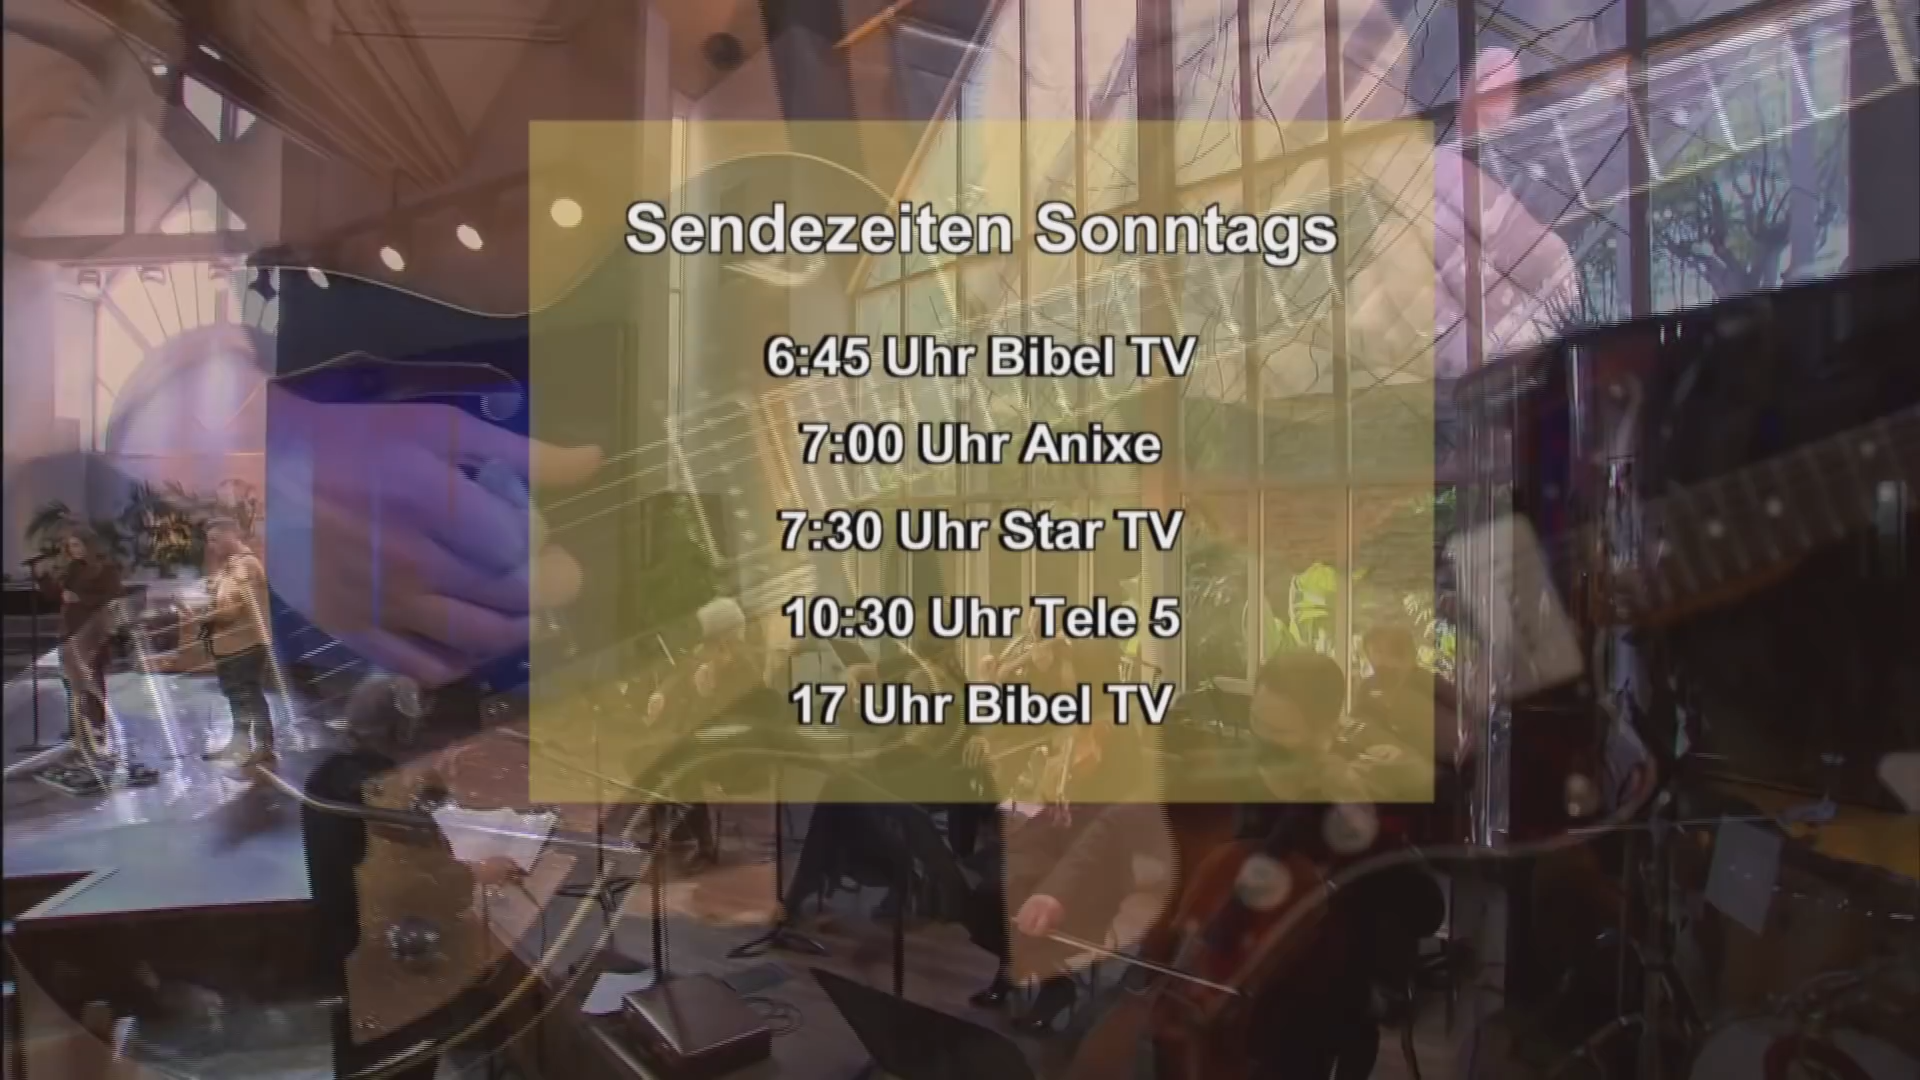 Sendezeiten Sonntags
6:45 Uhr Bibel TV
7:00 Uhr Anixe
7:30 Uhr Star TV
10:30 Uhr Tele 5
17 Uhr Bibel TV